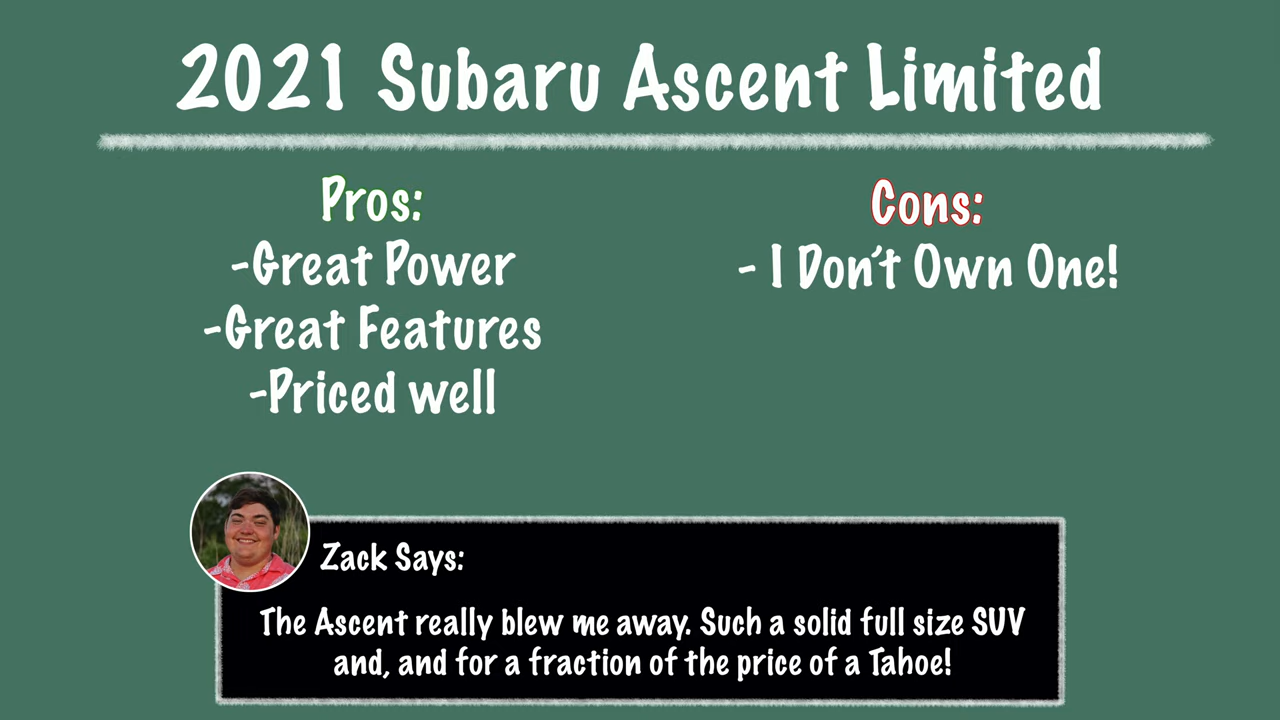 2021 Subaru Ascent Limited
Pros:
-Great Power
-Great Features
-Priced well
Cons:
- I Don't Own One!
Zack Says:
The Ascent really blew me away. Such a solid full size SUV
and, and for a fraction of the price of a Tahoe!